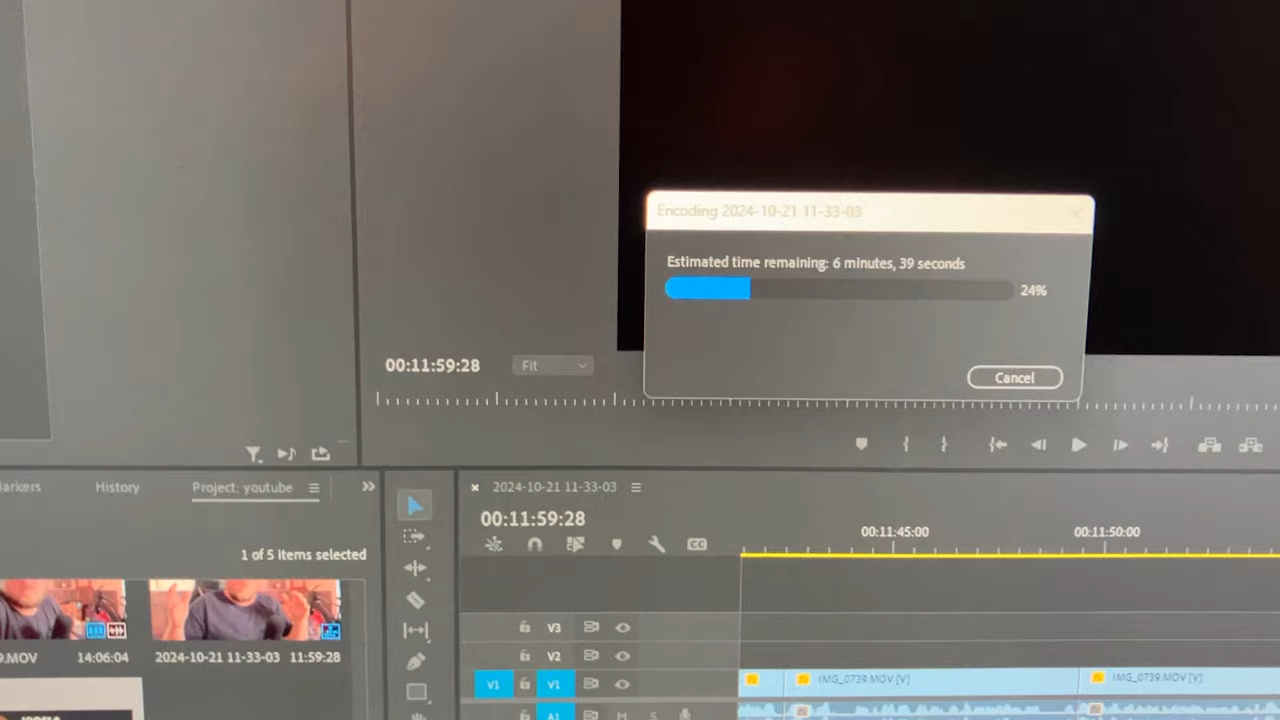 Encoding 2024-10-21 11-33-03
Estimated time remaining: 6 minutes, 39 seconds
24%
Cancel
00:11:59:28
Fit
arkers
History
Project: youtube
1 of 5 items selected
9.MOV
14:06:04
2024-10-21 11-33-03
11:59:28
2024-10-21 11-33-03
00:11:59:28
00:11:45:00
00:11:50:00
V3
V2
V1
V1
IMG_0739.MOV [V]
IMG_0739.MOV [V]
A1
M
S